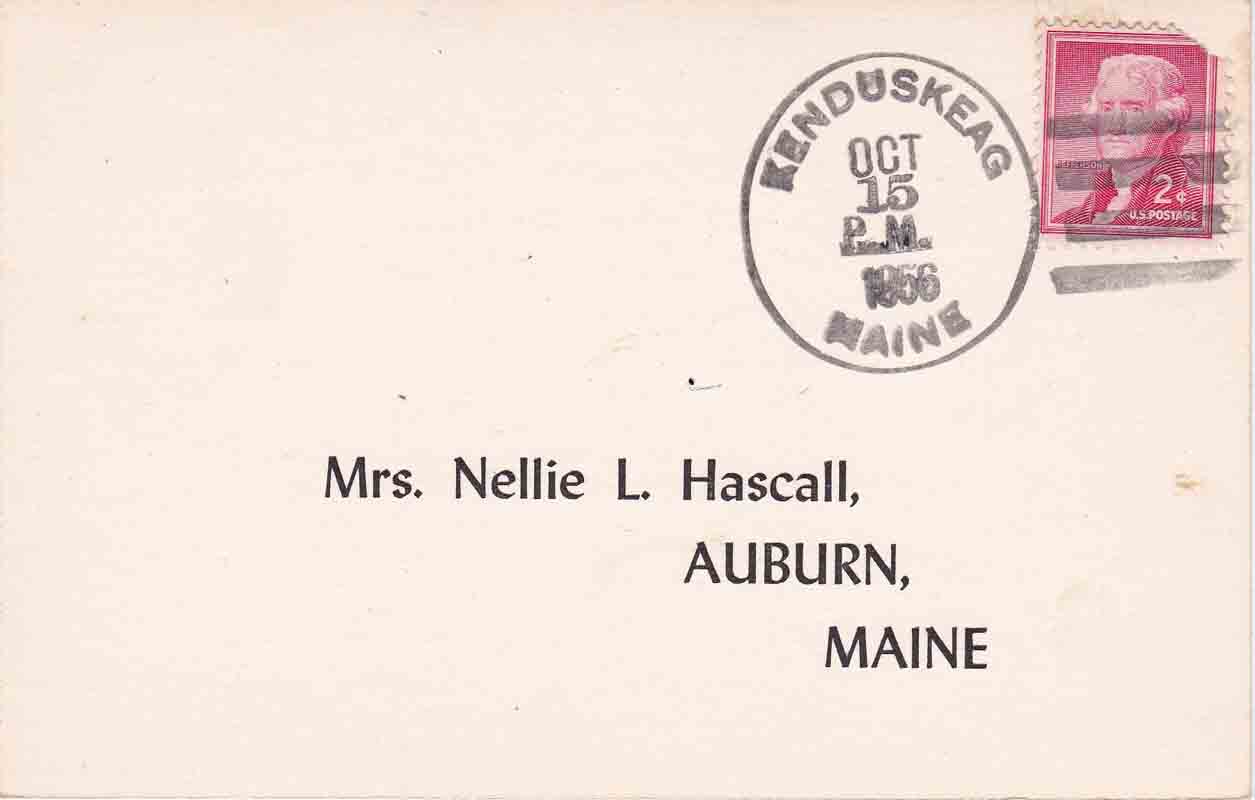 KENDUSKEAG
OCT
15
P.M.
1956
MAINE
JEFFERSON
2¢
U.S. POSTAGE
Mrs. Nellie L. Hascall,
AUBURN,
MAINE